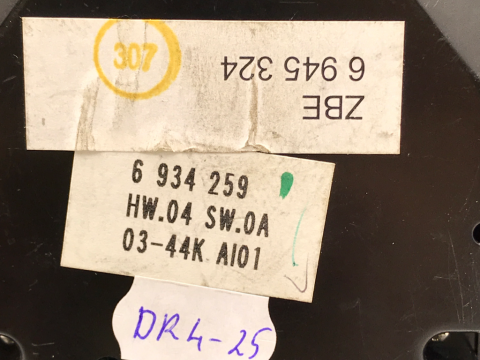 307
6 945 324
ZBE
6 934 259
HW.04 SW.0A
03-44K AI01
DR4-25